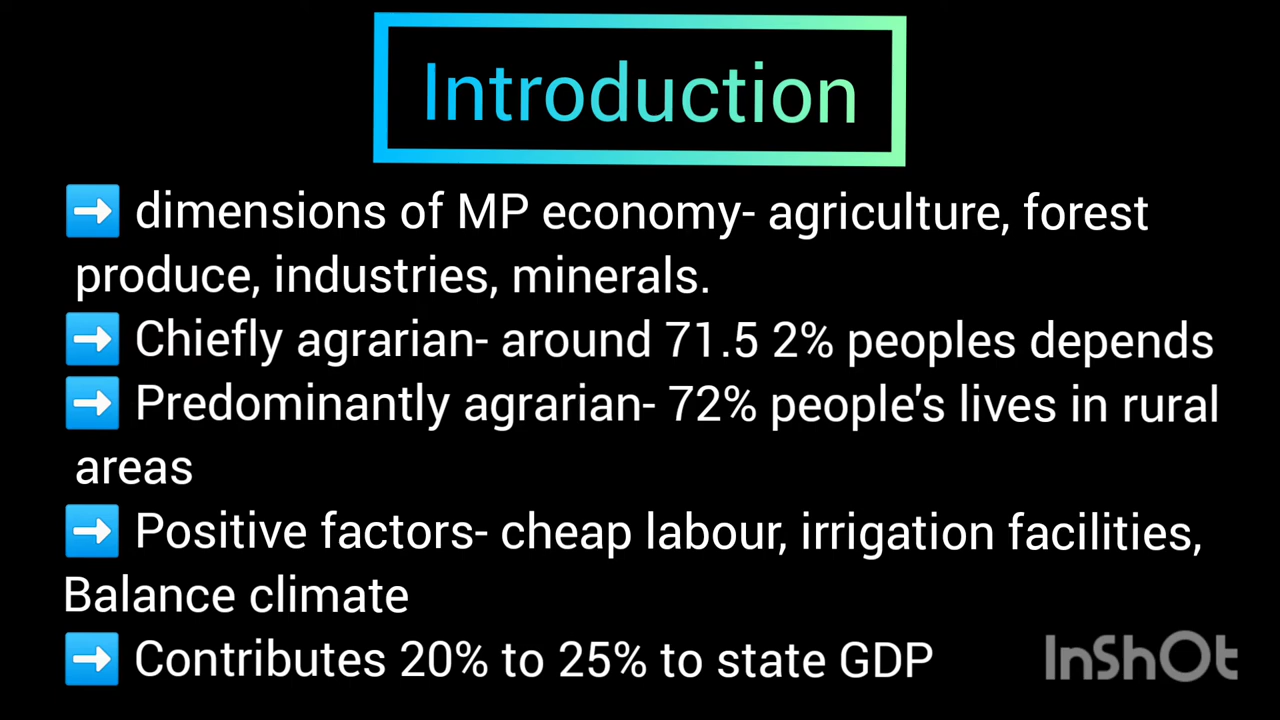 Introduction
➡ dimensions of MP economy- agriculture, forest
produce, industries, minerals.
➡ Chiefly agrarian- around 71.5 2% peoples depends
➡ Predominantly agrarian- 72% people's lives in rural
areas
➡ Positive factors- cheap labour, irrigation facilities,
Balance climate
➡ Contributes 20% to 25% to state GDP
InShOt